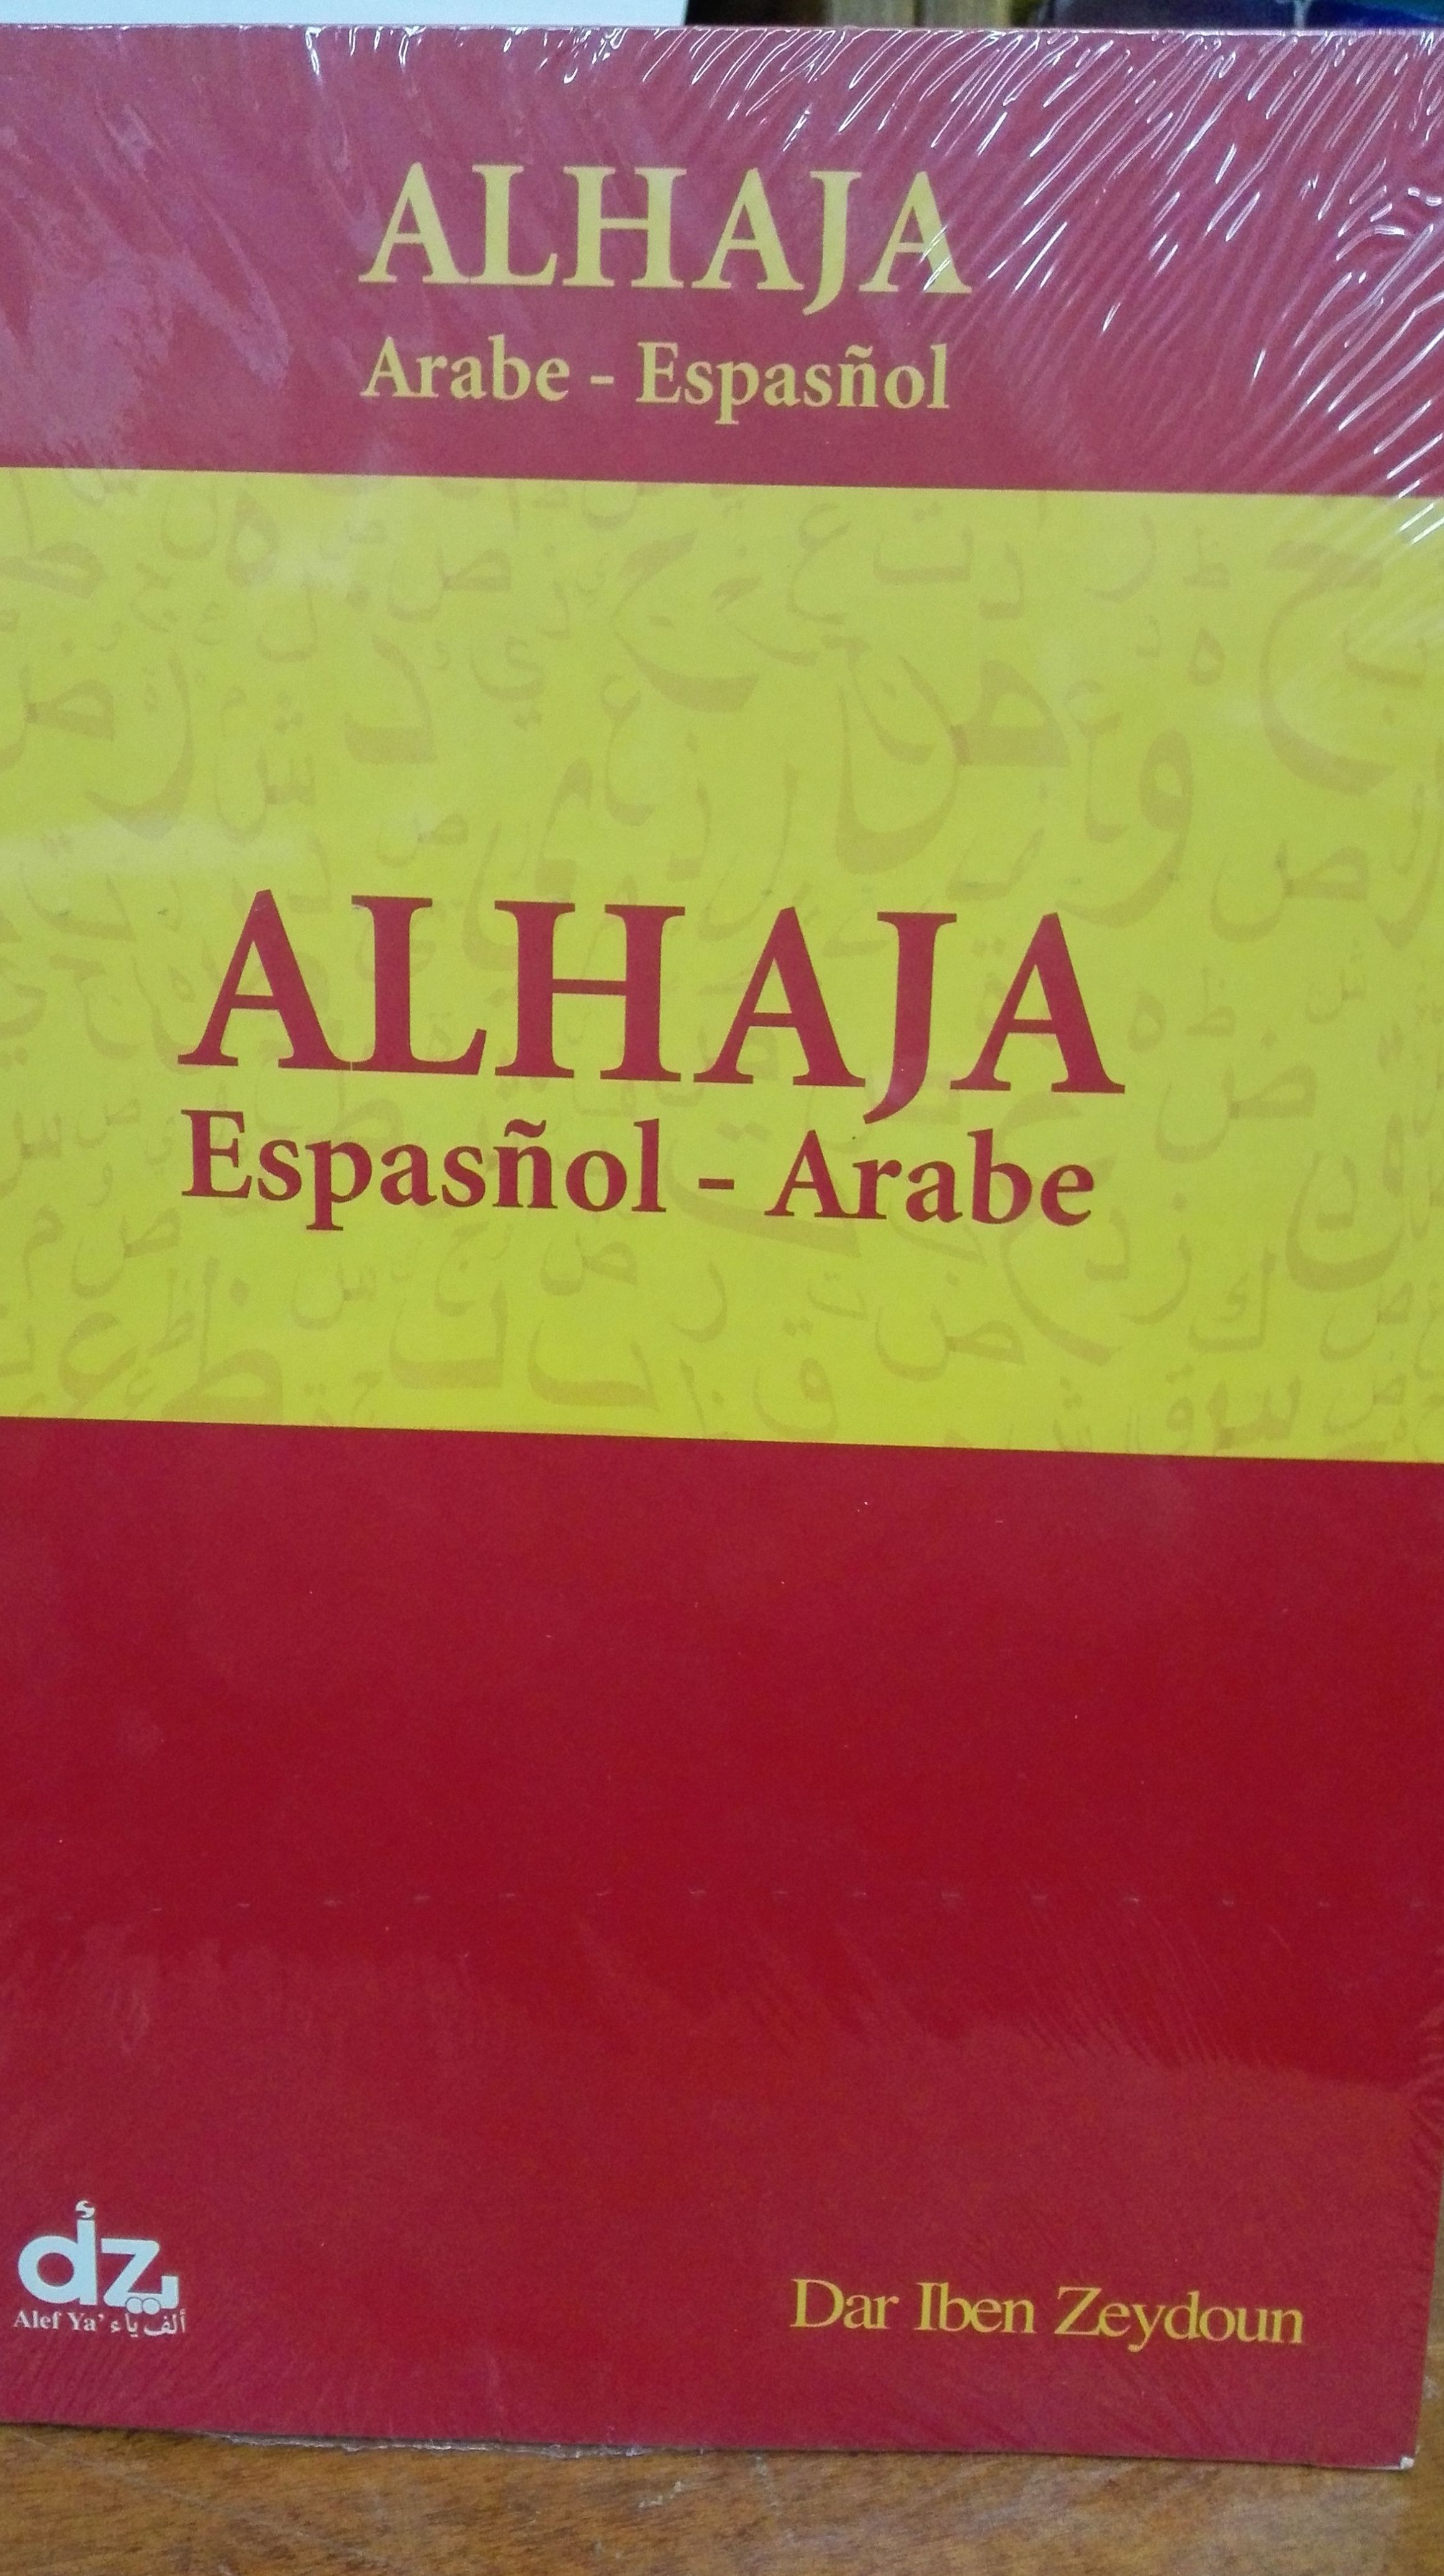 ALHAJA
Arabe - Espasñol
ALHAJA
Espasñol - Arabe
Dar Iben Zeydoun
dz
Alef Ya' ألف ياء